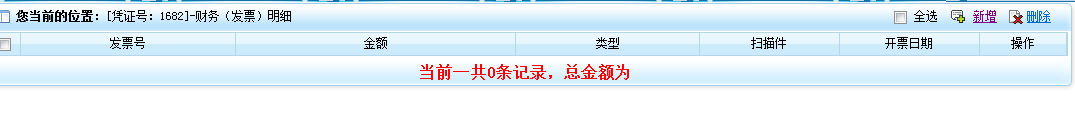 您当前的位置：[凭证号：1682]-财务（发票）明细 全选 新增 删除
发票号 金额 类型 扫描件 开票日期 操作
当前一共0条记录，总金额为